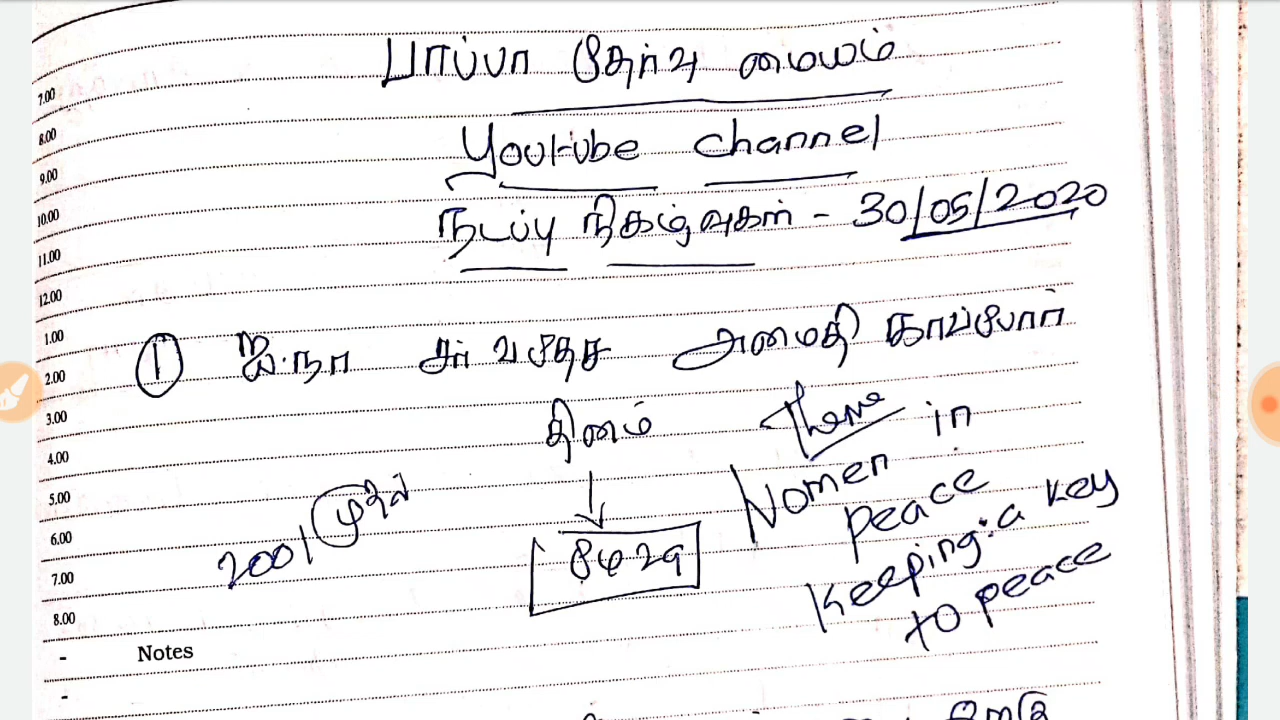 பாப்பா தேர்வு மையம்
Youtube channel
நடப்பு நிகழ்வுகள் - 30/05/2020
① ஐ.நா சர்வதேச அமைதி காப்போர்
தினம்
Theme
Women in
peace
keeping: a key
to peace
2001 முதல்
மே 29
7.00
8.00
9.00
10.00
11.00
12.00
1.00
2.00
3.00
4.00
5.00
6.00
7.00
8.00
- Notes
-